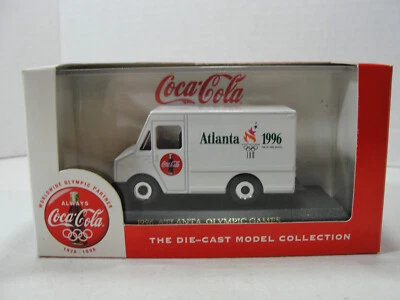 Coca-Cola
Atlanta 1996
Coca-Cola
WORLDWIDE OLYMPIC PARTNER
ALWAYS
Coca-Cola
1928 - 1996
1996 ATLANTA OLYMPIC GAMES
THE DIE-CAST MODEL COLLECTION